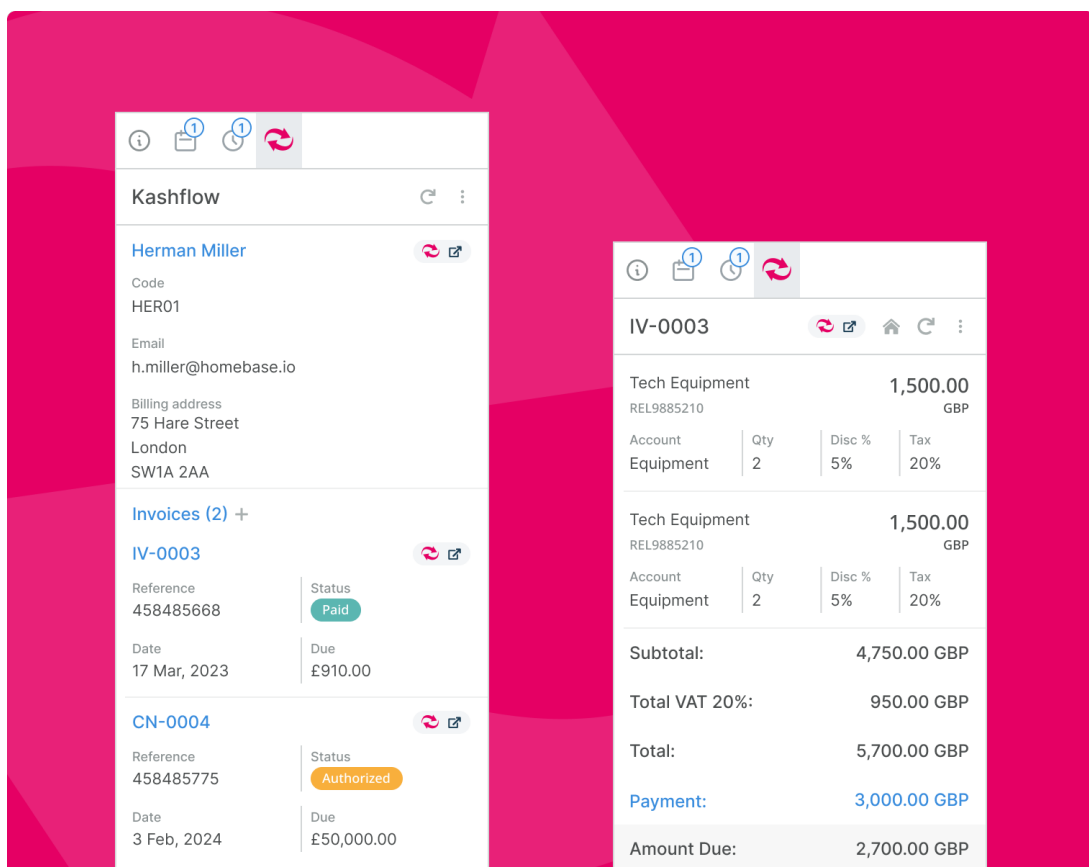 1 1
Kashflow
Herman Miller
Code
HER01
Email
h.miller@homebase.io
Billing address
75 Hare Street
London
SW1A 2AA
Invoices (2) +
IV-0003
Reference Status
458485668 Paid
Date Due
17 Mar, 2023 £910.00
CN-0004
Reference Status
458485775 Authorized
Date Due
3 Feb, 2024 £50,000.00
1 1
IV-0003
Tech Equipment 1,500.00
REL9885210 GBP
Account Qty Disc % Tax
Equipment 2 5% 20%
Tech Equipment 1,500.00
REL9885210 GBP
Account Qty Disc % Tax
Equipment 2 5% 20%
Subtotal: 4,750.00 GBP
Total VAT 20%: 950.00 GBP
Total: 5,700.00 GBP
Payment: 3,000.00 GBP
Amount Due: 2,700.00 GBP